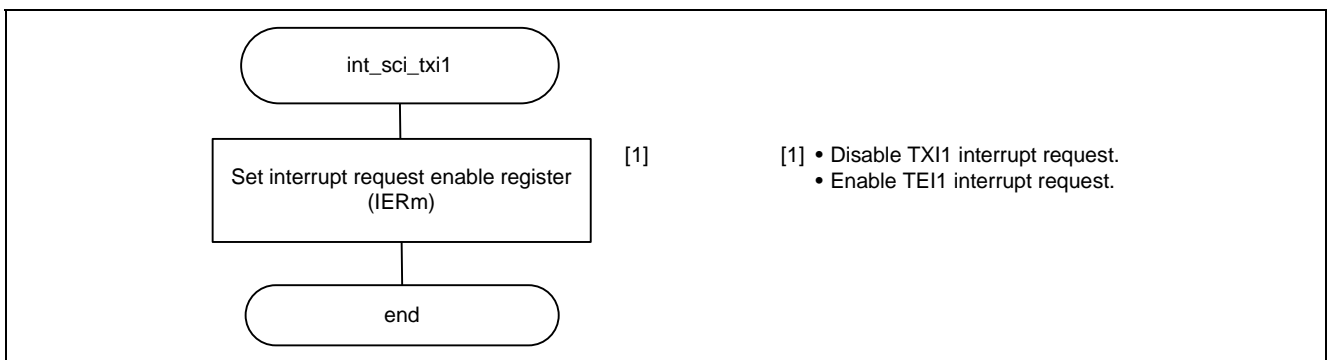 int_sci_txi1
Set interrupt request enable register
(IERm)
[1]
[1] • Disable TXI1 interrupt request.
• Enable TEI1 interrupt request.
end